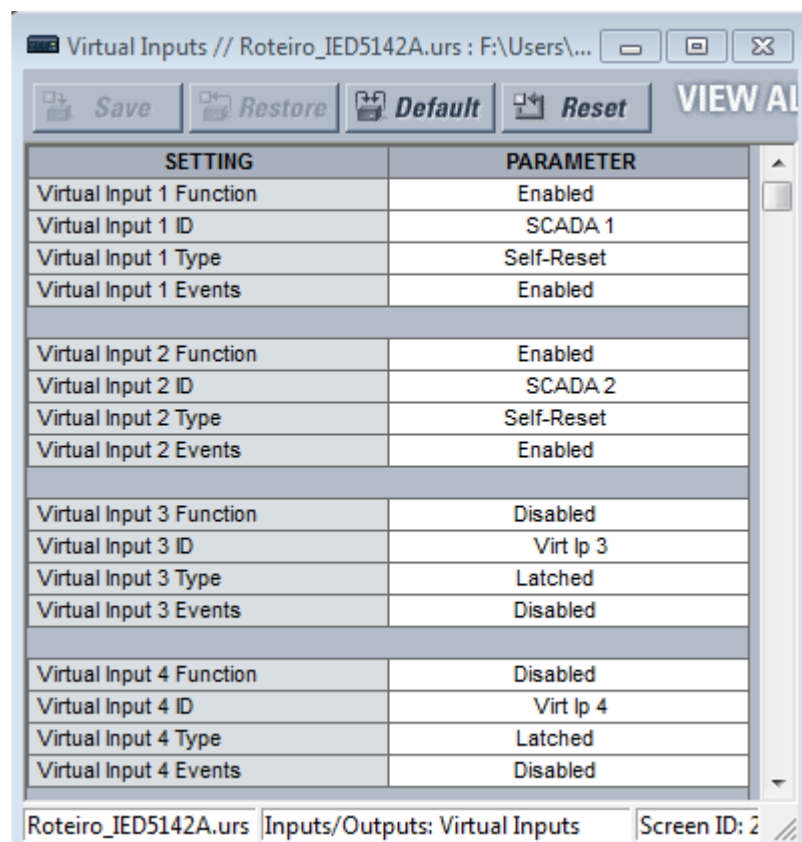 Virtual Inputs // Roteiro_IED5142A.urs : F:\Users\...
Save Restore Default Reset VIEW AL
SETTING PARAMETER
Virtual Input 1 Function Enabled
Virtual Input 1 ID SCADA 1
Virtual Input 1 Type Self-Reset
Virtual Input 1 Events Enabled
Virtual Input 2 Function Enabled
Virtual Input 2 ID SCADA 2
Virtual Input 2 Type Self-Reset
Virtual Input 2 Events Enabled
Virtual Input 3 Function Disabled
Virtual Input 3 ID Virt Ip 3
Virtual Input 3 Type Latched
Virtual Input 3 Events Disabled
Virtual Input 4 Function Disabled
Virtual Input 4 ID Virt Ip 4
Virtual Input 4 Type Latched
Virtual Input 4 Events Disabled
Roteiro_IED5142A.urs Inputs/Outputs: Virtual Inputs Screen ID: 2